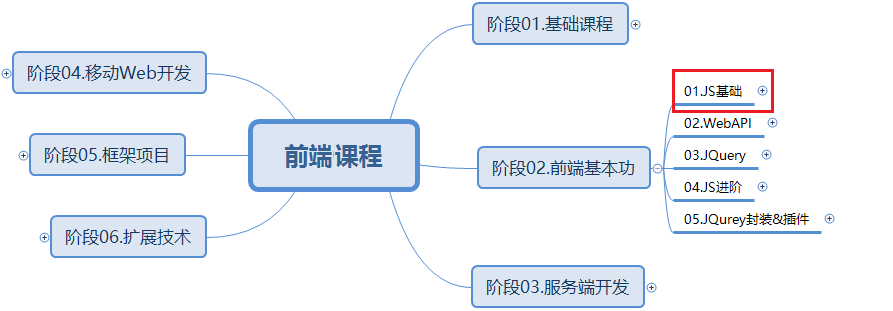 阶段01.基础课程
阶段04.移动Web开发
01.JS基础
02.WebAPI
前端课程
阶段05.框架项目
阶段02.前端基本功
03.JQuery
04.JS进阶
05.JQurey封装&插件
阶段06.扩展技术
阶段03.服务端开发